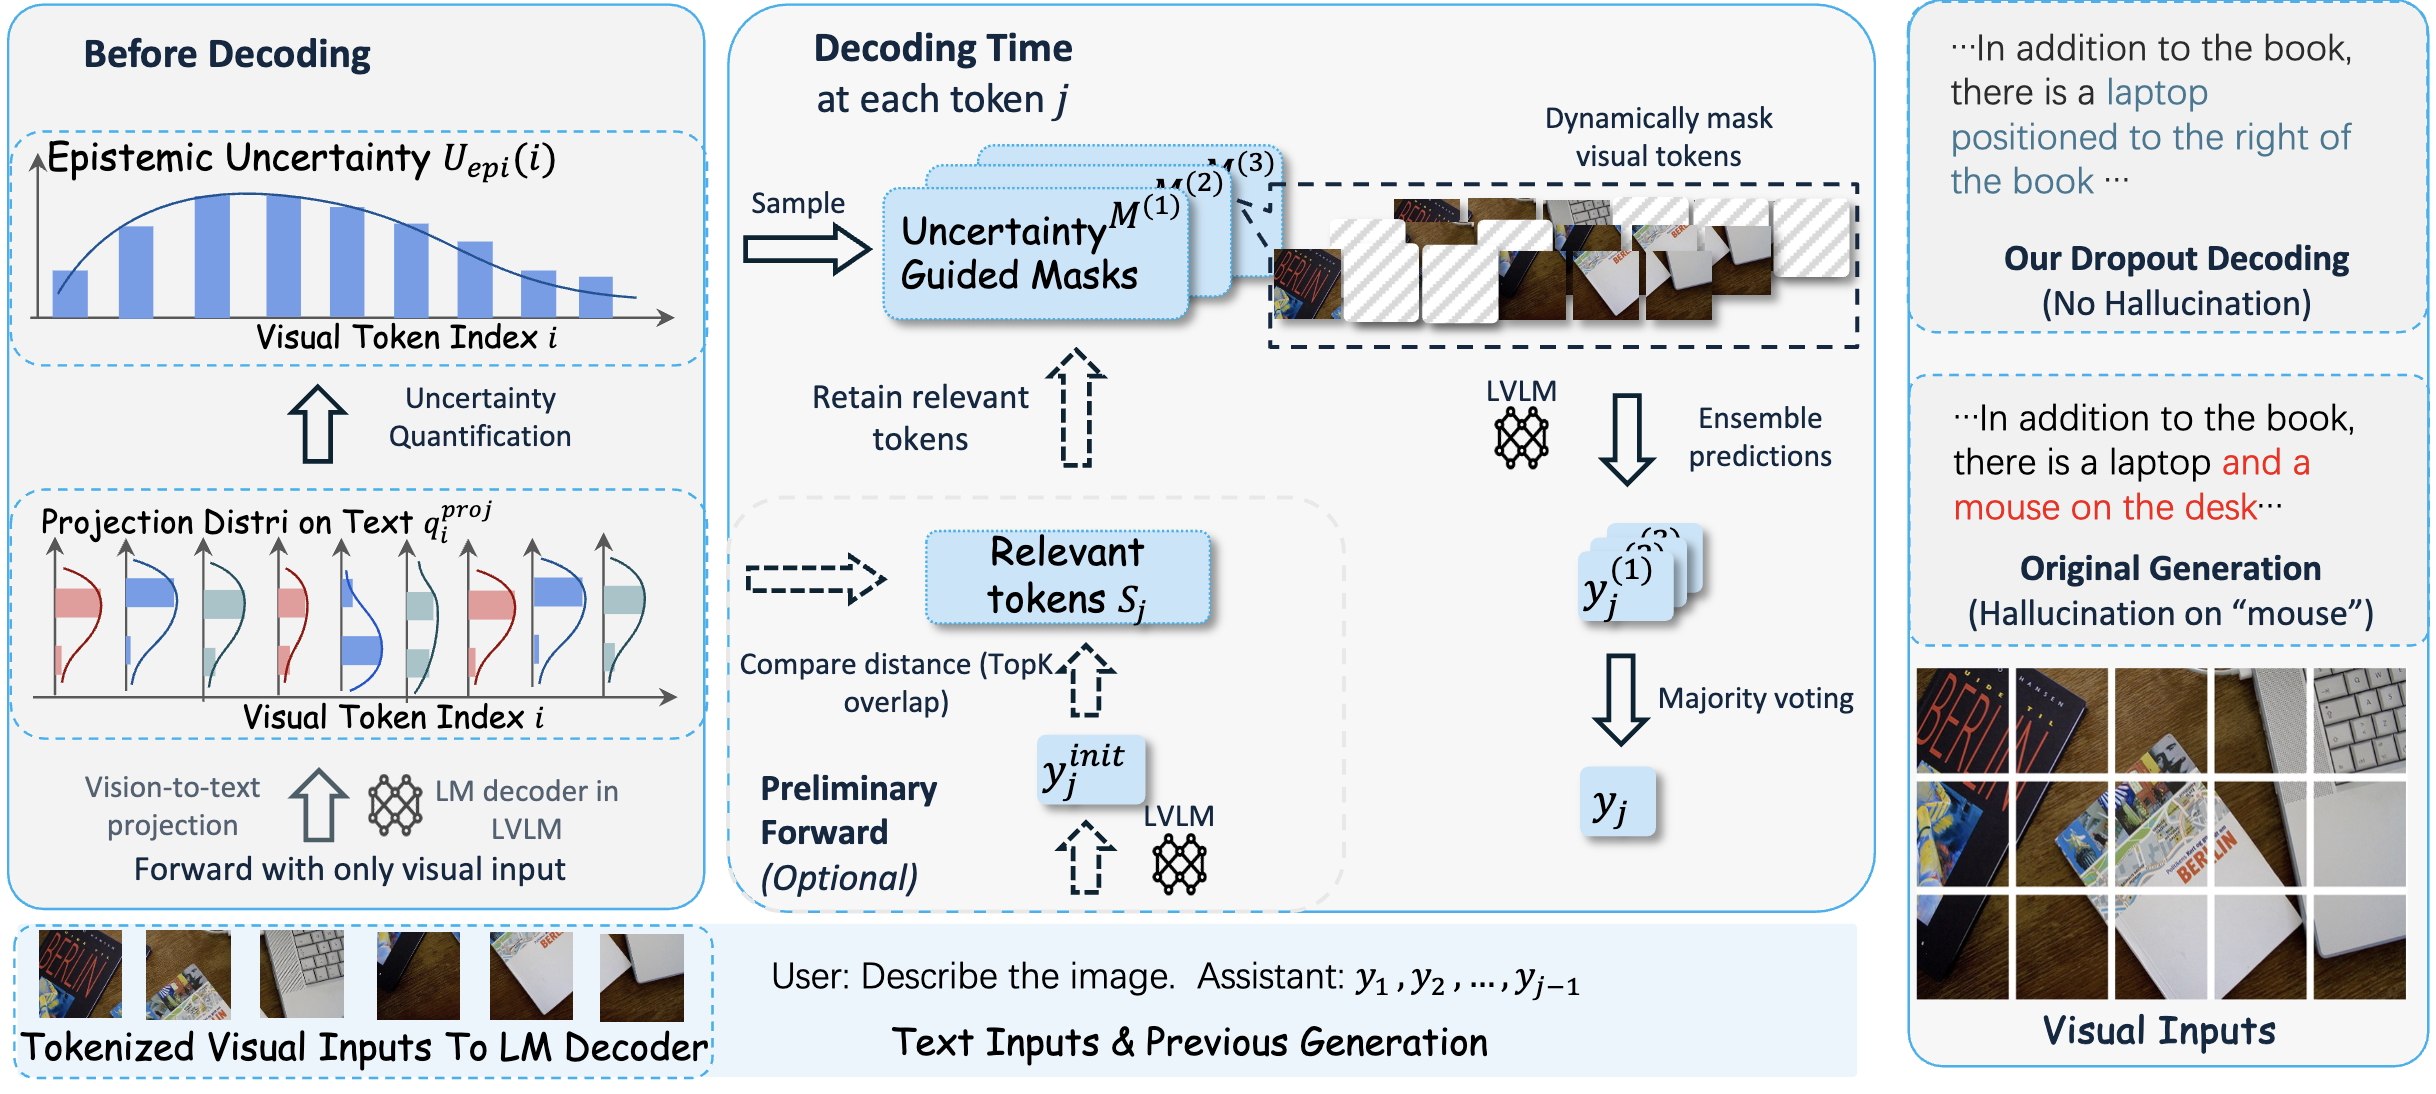 Before Decoding
Epistemic Uncertainty U_epi(i)
Visual Token Index i
Uncertainty
Quantification
Projection Distri on Text q_i^proj
Visual Token Index i
Vision-to-text
projection
LM decoder in
LVLM
Forward with only visual input
Tokenized Visual Inputs To LM Decoder
Decoding Time
at each token j
Sample
M^(3)
M^(2)
M^(1)
Uncertainty
Guided Masks
Dynamically mask
visual tokens
Retain relevant
tokens
LVLM
Ensemble
predictions
Relevant
tokens S_j
Compare distance (TopK
overlap)
y_j^init
Preliminary
Forward
(Optional)
LVLM
(3)
(2)
y_j^(1)
Majority voting
y_j
User: Describe the image. Assistant: y_1, y_2, ..., y_{j-1}
Text Inputs & Previous Generation
···In addition to the book,
there is a laptop
positioned to the right of
the book ···
Our Dropout Decoding
(No Hallucination)
···In addition to the book,
there is a laptop and a
mouse on the desk···
Original Generation
(Hallucination on “mouse”)
BERLIN
BERLIN
Visual Inputs